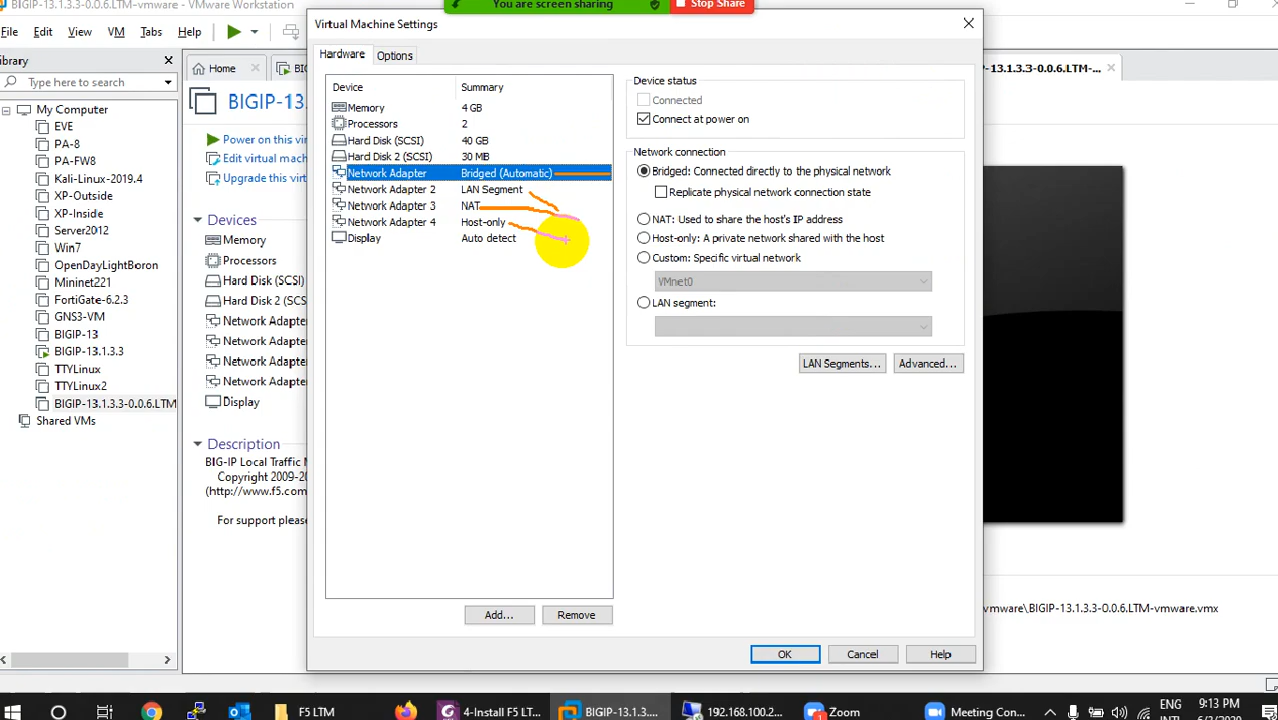 BIGIP-13.1.3.3-0.0.6.LTM-vmware - VMware Workstation
You are screen sharing
Stop Share
File Edit View VM Tabs Help
Library
Type here to search
My Computer
EVE
PA-8
PA-FW8
Kali-Linux-2019.4
XP-Outside
XP-Inside
Server2012
Win7
OpenDayLightBoron
Mininet221
FortiGate-6.2.3
GNS3-VM
BIGIP-13
BIGIP-13.1.3.3
TTYLinux
TTYLinux2
BIGIP-13.1.3.3-0.0.6.LTM
Shared VMs
Home
BIG
-13.1.3.3-0.0.6.LTM-...
BIGIP-13.
Power on this vi
Edit virtual mach
Upgrade this virt
Devices
Memory
Processors
Hard Disk (SCSI)
Hard Disk 2 (SCS
Network Adapter
Network Adapter
Network Adapter
Network Adapter
Display
Description
BIG-IP Local Traffic M
Copyright 2009-2
(http://www.f5.com
For support please
Virtual Machine Settings
Hardware Options
Device Summary
Memory 4 GB
Processors 2
Hard Disk (SCSI) 40 GB
Hard Disk 2 (SCSI) 30 MB
Network Adapter Bridged (Automatic)
Network Adapter 2 LAN Segment
Network Adapter 3 NAT
Network Adapter 4 Host-only
Display Auto detect
Add... Remove
Device status
Connected
Connect at power on
Network connection
Bridged: Connected directly to the physical network
Replicate physical network connection state
NAT: Used to share the host's IP address
Host-only: A private network shared with the host
Custom: Specific virtual network
VMnet0
LAN segment:
LAN Segments... Advanced...
OK Cancel Help
vmware\BIGIP-13.1.3.3-0.0.6.LTM-vmware.vmx
F5 LTM
4-Install F5 LT...
BIGIP-13.1.3....
192.168.100.2...
Zoom
Meeting Con...
ENG
9:13 PM